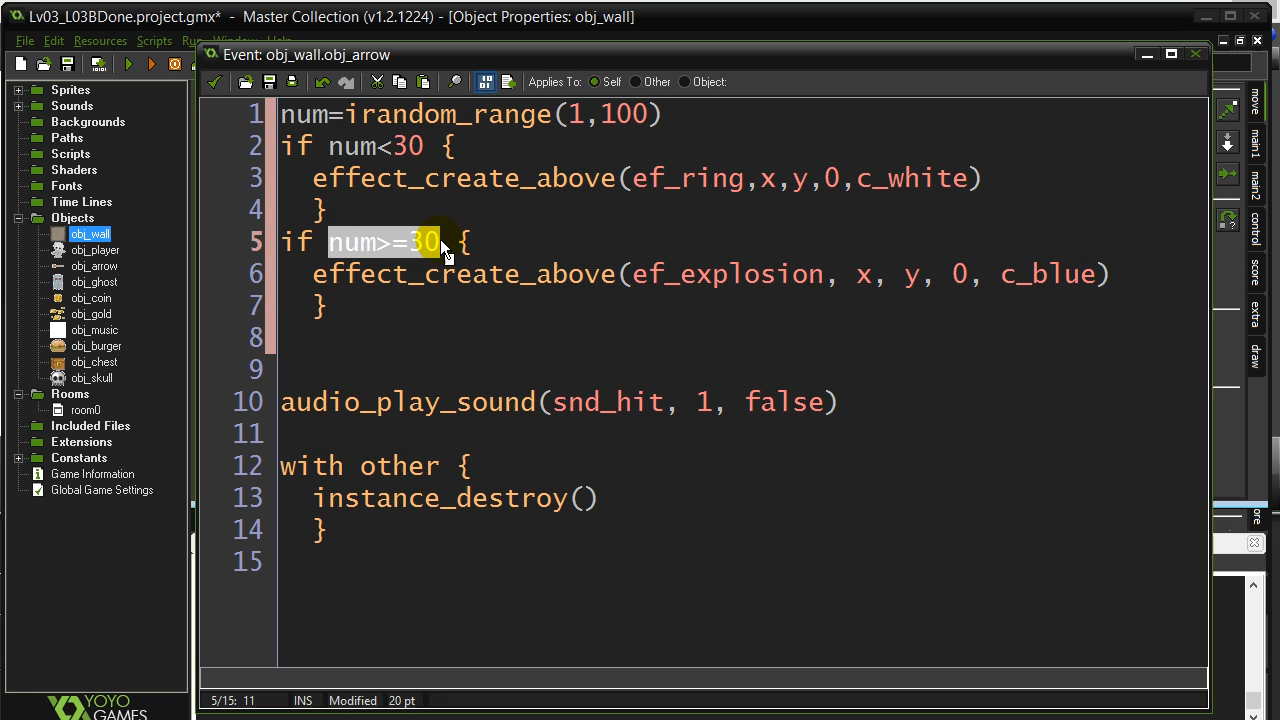 Lv03_L03BDone.project.gmx* - Master Collection (v1.2.1224) - [Object Properties: obj_wall]
File Edit Resources Scripts
Event: obj_wall.obj_arrow
Applies To: Self Other Object:
Sprites
Sounds
Backgrounds
Paths
Scripts
Shaders
Fonts
Time Lines
Objects
obj_wall
obj_player
obj_arrow
obj_ghost
obj_coin
obj_gold
obj_music
obj_burger
obj_chest
obj_skull
Rooms
room0
Included Files
Extensions
Constants
Game Information
Global Game Settings
YOYO
GAMES
1 num=irandom_range(1,100)
2 if num<30 {
3 effect_create_above(ef_ring,x,y,0,c_white)
4 }
5 if num>=30 {
6 effect_create_above(ef_explosion, x, y, 0, c_blue)
7 }
8
9
10 audio_play_sound(snd_hit, 1, false)
11
12 with other {
13 instance_destroy()
14 }
15
5/15: 11 INS Modified 20 pt
move
main1
main2
control
score
extra
draw